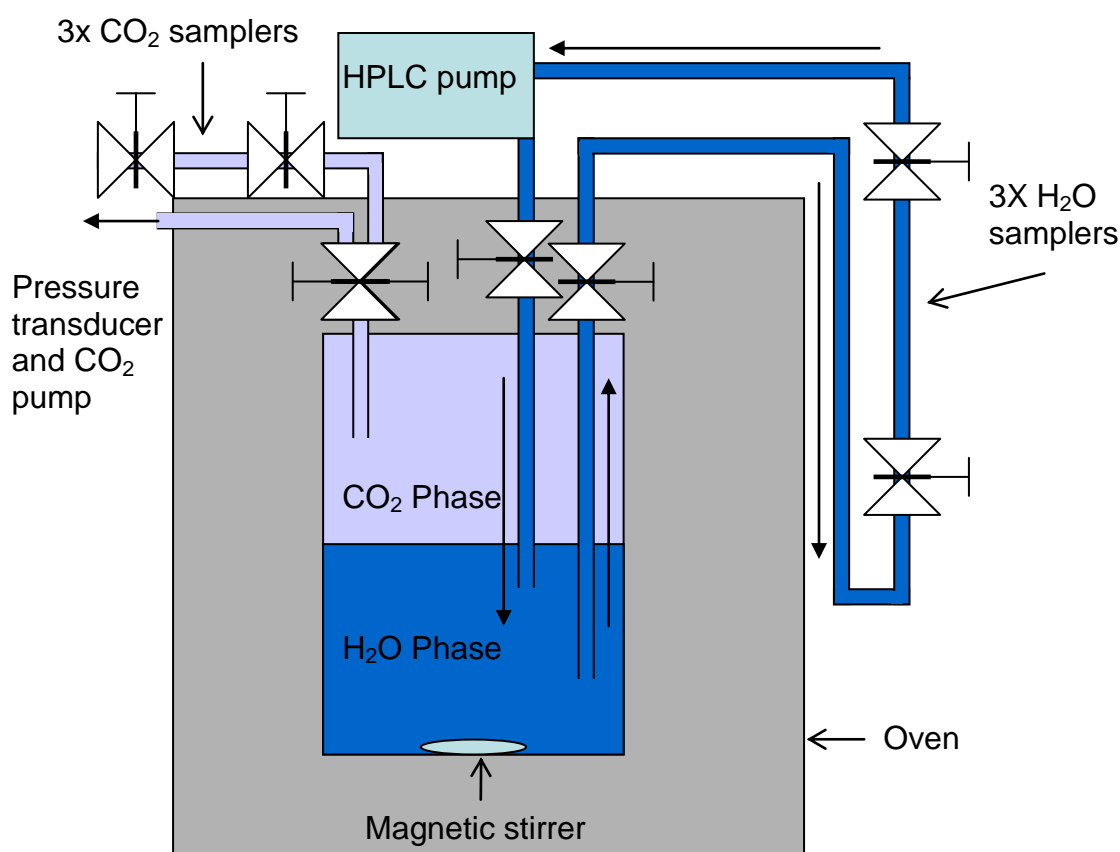 3x CO₂ samplers
HPLC pump
3X H₂O
samplers
Pressure
transducer
and CO₂
pump
CO₂ Phase
H₂O Phase
Oven
Magnetic stirrer